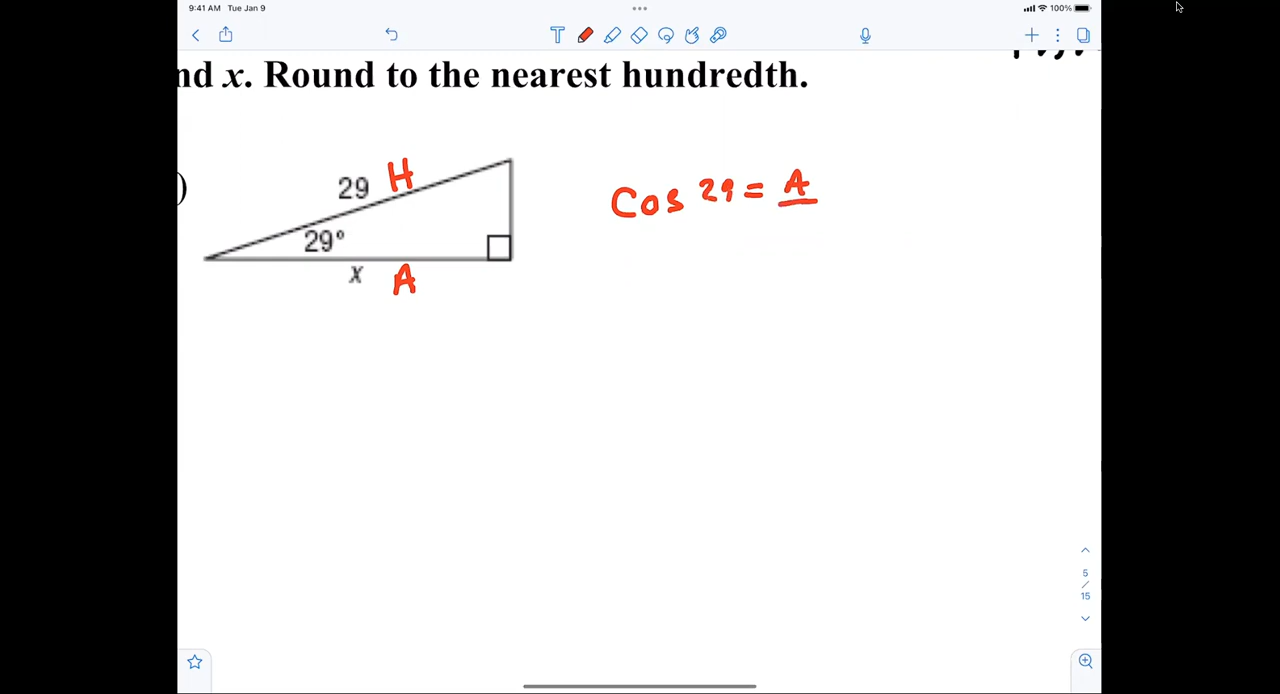 9:41 AM Tue Jan 9
100%
nd x. Round to the nearest hundredth.
)
29 H
29°
x A
Cos 29 = A
5
/
15